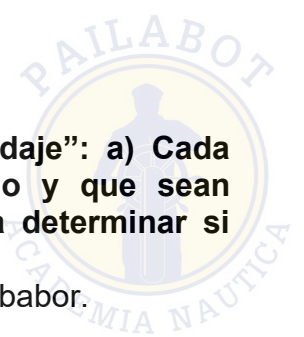 PAILABOT
daje”: a) Cada
o y que sean
determinar si
babor.
ACADEMIA NAUTICA